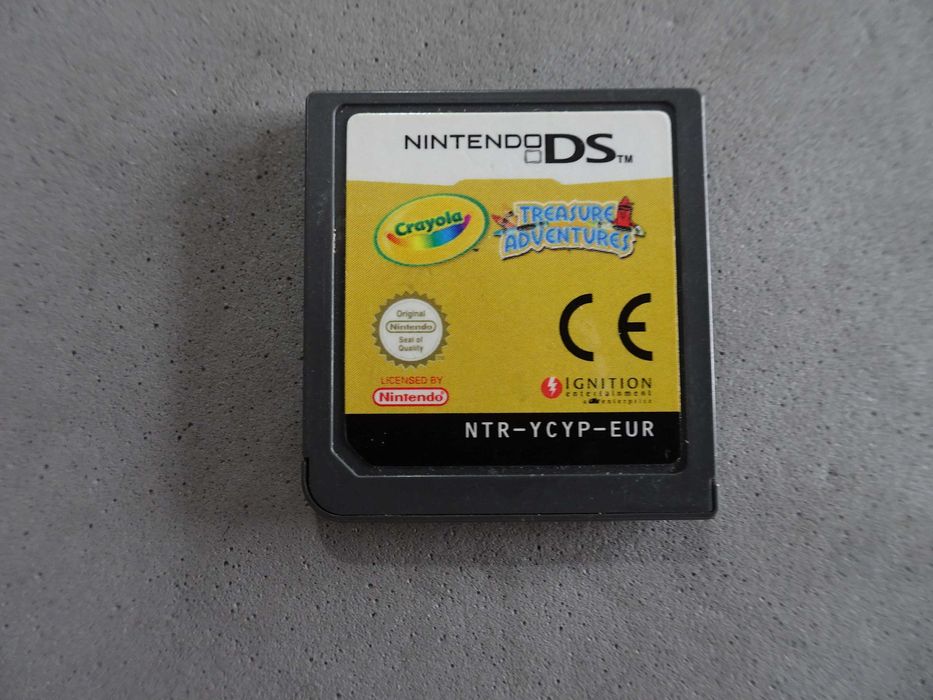 NINTENDO DS™
Crayola
TREASURE
ADVENTURES
Original
Nintendo
Seal of
Quality
CE
LICENSED BY
Nintendo
IGNITION
entertainment
enterprise
NTR-YCYP-EUR